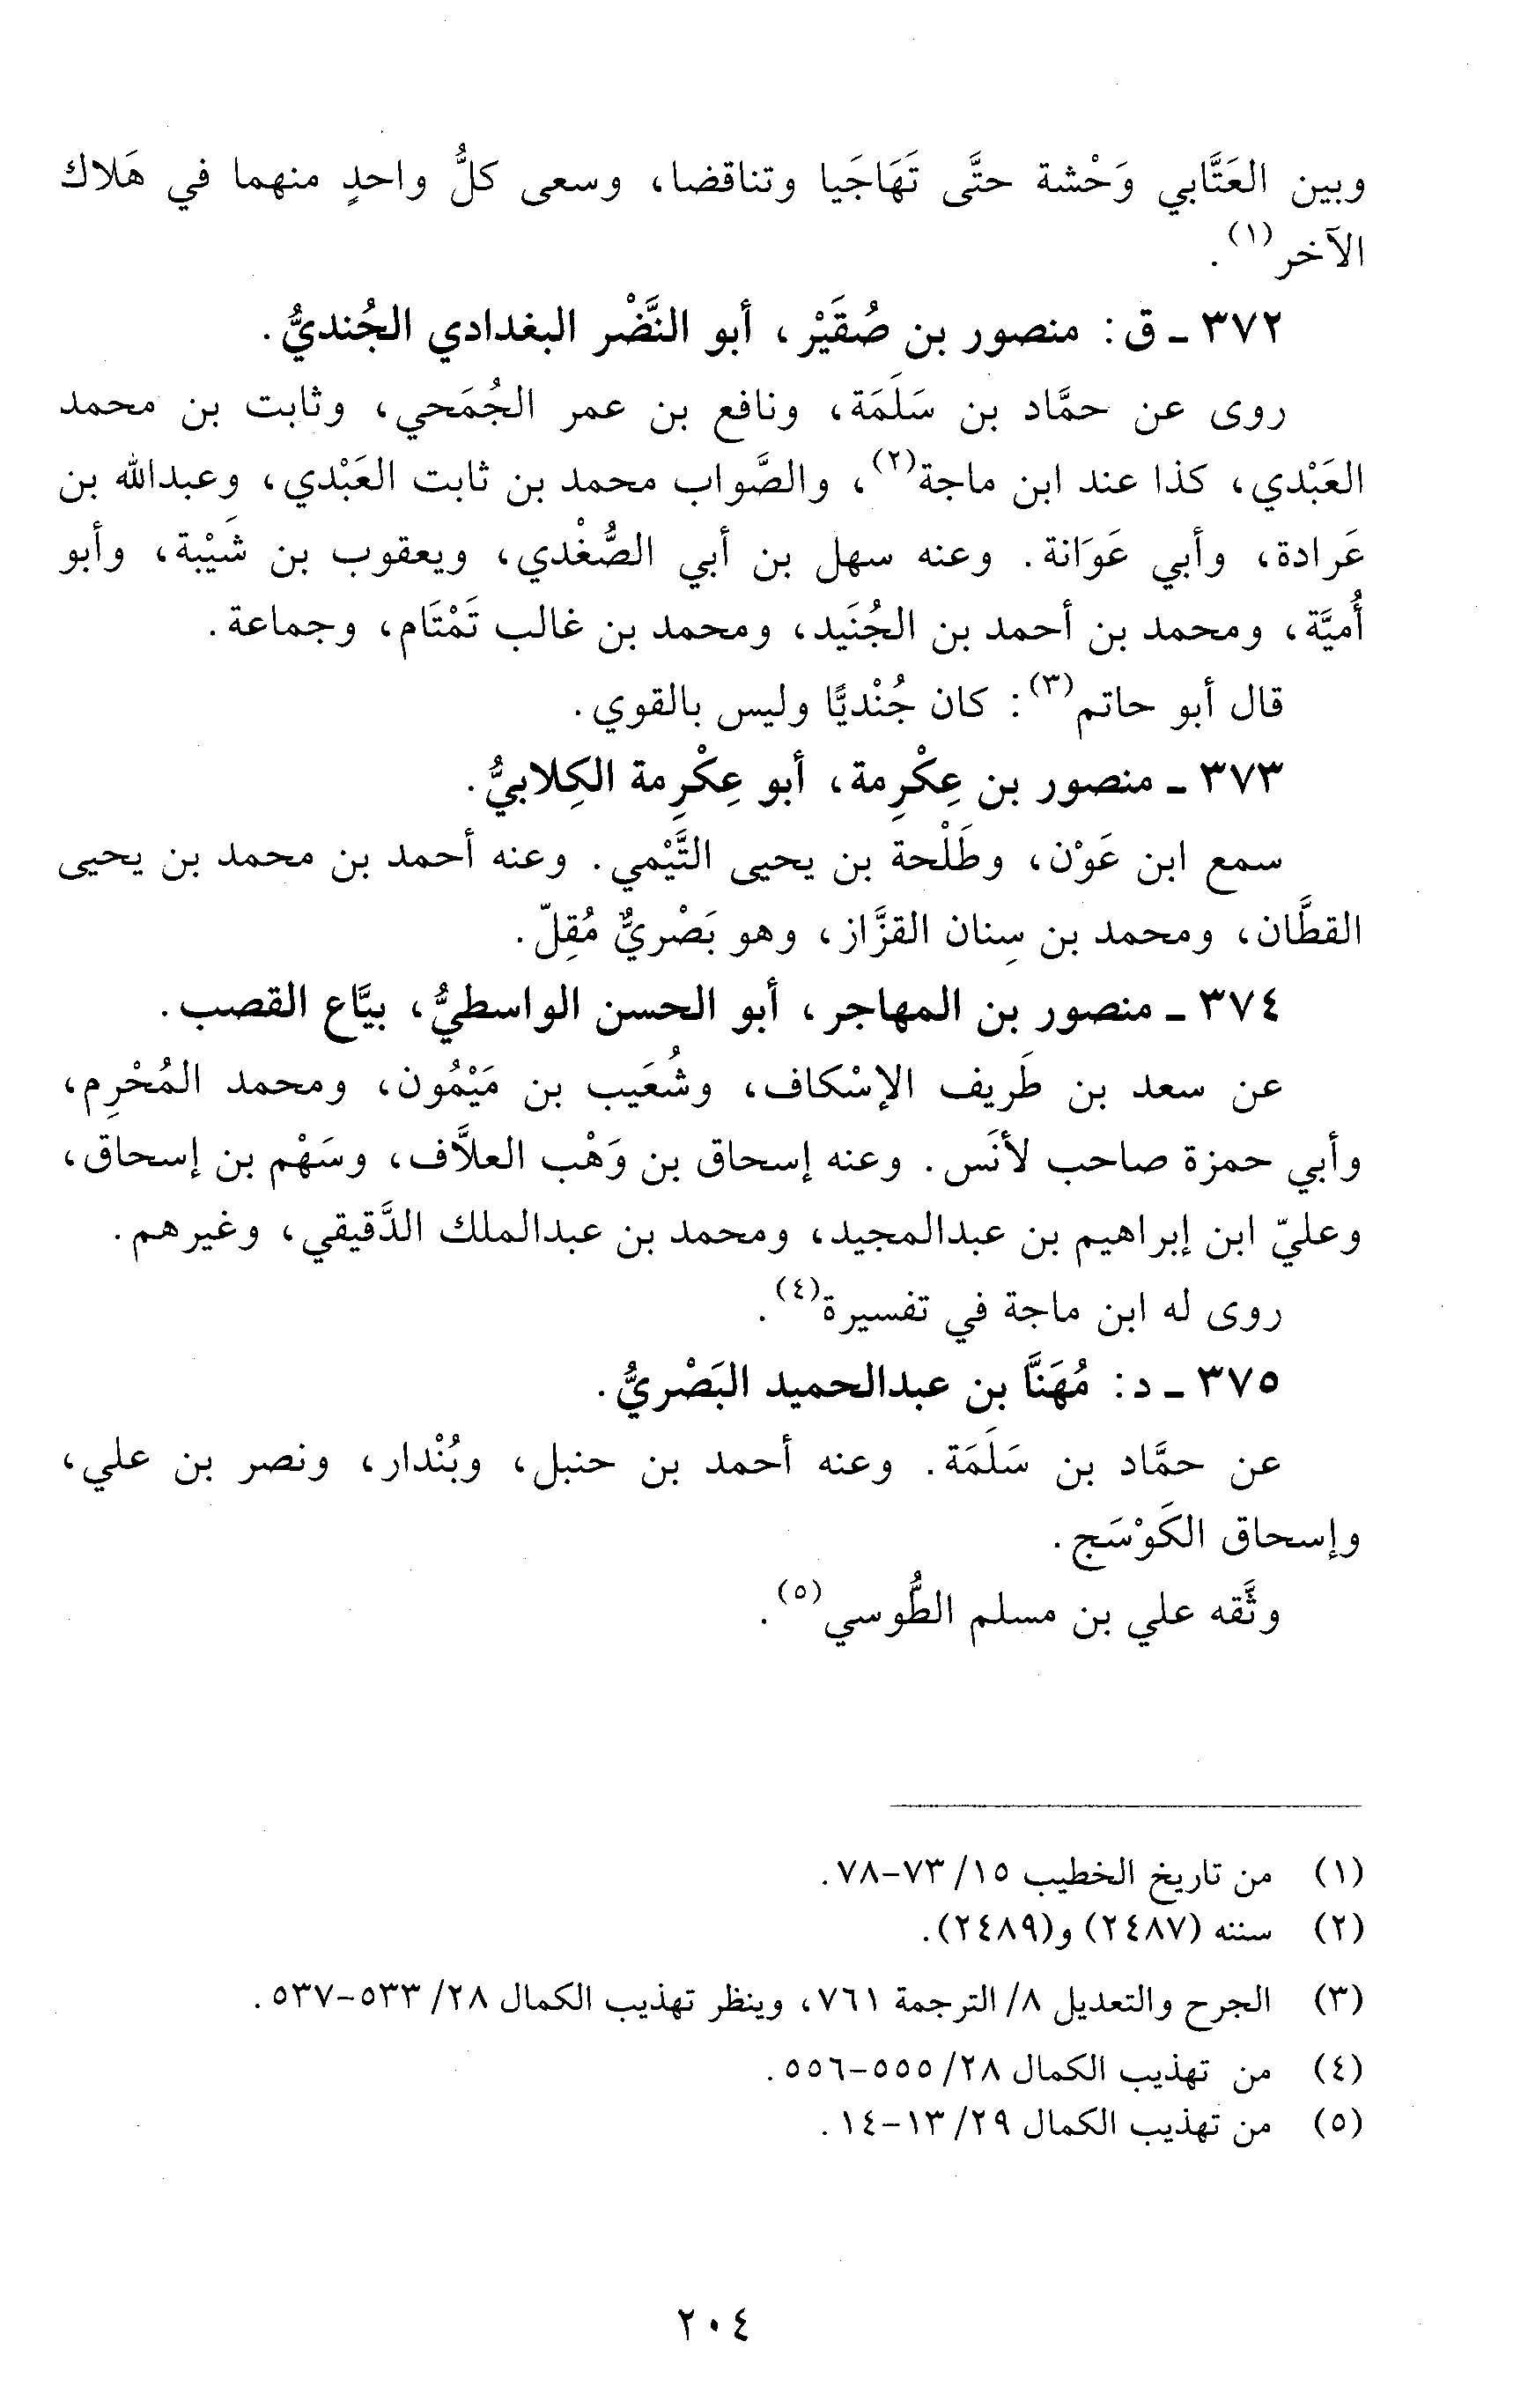 وبين العَتَّابي وَحْشة حتَّى تَهَاجَيا وتناقضا، وسعى كلُّ واحدٍ منهما في هَلاك
الآخر(١).
٣٧٢ ـ ق: منصور بن صُقَيْر، أبو النَّضْر البغدادي الجُنديُّ.
روى عن حمَّاد بن سَلَمَة، ونافع بن عمر الجُمَحي، وثابت بن محمد
العَبْدي، كذا عند ابن ماجة(٢)، والصَّواب محمد بن ثابت العَبْدي، وعبدالله بن
عَرادة، وأبي عَوَانة. وعنه سهل بن أبي الصُّغْدي، ويعقوب بن شَيْبة، وأبو
أُميَّة، ومحمد بن أحمد بن الجُنَيد، ومحمد بن غالب تَمْتَام، وجماعة.
قال أبو حاتم(٣): كان جُنْديًّا وليس بالقوي.
٣٧٣ ـ منصور بن عِكْرِمة، أبو عِكْرِمة الكِلابيُّ.
سمع ابن عَوْن، وطَلْحة بن يحيى التَّيْمي. وعنه أحمد بن محمد بن يحيى
القطَّان، ومحمد بن سِنان القزَّاز، وهو بَصْريٌّ مُقِلّ.
٣٧٤ ـ منصور بن المهاجر، أبو الحسن الواسطيُّ، بيَّاع القصب.
عن سعد بن طَريف الإسْكاف، وشُعَيب بن مَيْمُون، ومحمد المُحْرِم،
وأبي حمزة صاحب لأنَس. وعنه إسحاق بن وَهْب العلاَّف، وسَهْم بن إسحاق،
وعليّ ابن إبراهيم بن عبدالمجيد، ومحمد بن عبدالملك الدَّقيقي، وغيرهم.
روى له ابن ماجة في تفسيرة(٤).
٣٧٥ ـ د: مُهَنَّا بن عبدالحميد البَصْريُّ.
عن حمَّاد بن سَلَمَة. وعنه أحمد بن حنبل، وبُنْدار، ونصر بن علي،
وإسحاق الكَوْسَج.
وثَّقه علي بن مسلم الطُّوسي(٥).
(١) من تاريخ الخطيب ١٥/ ٧٣-٧٨.
(٢) سننه (٢٤٨٧) و(٢٤٨٩).
(٣) الجرح والتعديل ٨/ الترجمة ٧٦١، وينظر تهذيب الكمال ٢٨/ ٥٣٣-٥٣٧.
(٤) من تهذيب الكمال ٢٨/ ٥٥٥-٥٥٦.
(٥) من تهذيب الكمال ٢٩/ ١٣-١٤.
٢٠٤